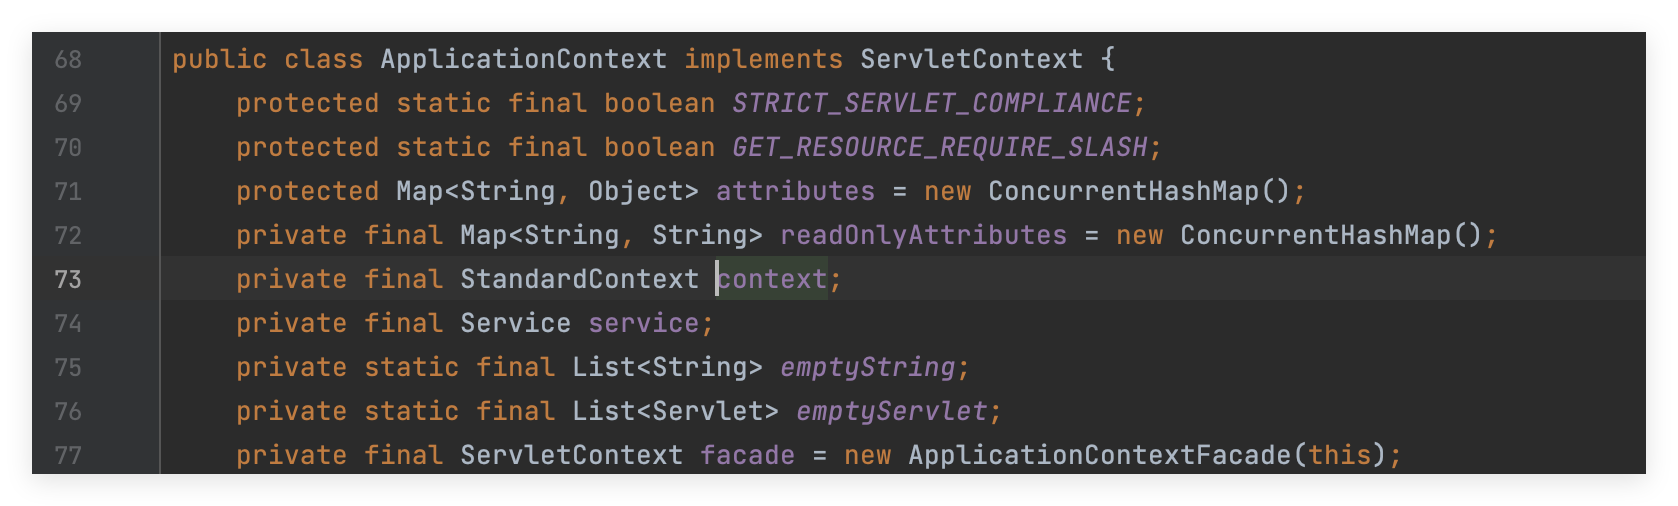 68 public class ApplicationContext implements ServletContext {
69 protected static final boolean STRICT_SERVLET_COMPLIANCE;
70 protected static final boolean GET_RESOURCE_REQUIRE_SLASH;
71 protected Map<String, Object> attributes = new ConcurrentHashMap();
72 private final Map<String, String> readOnlyAttributes = new ConcurrentHashMap();
73 private final StandardContext context;
74 private final Service service;
75 private static final List<String> emptyString;
76 private static final List<Servlet> emptyServlet;
77 private final ServletContext facade = new ApplicationContextFacade(this);